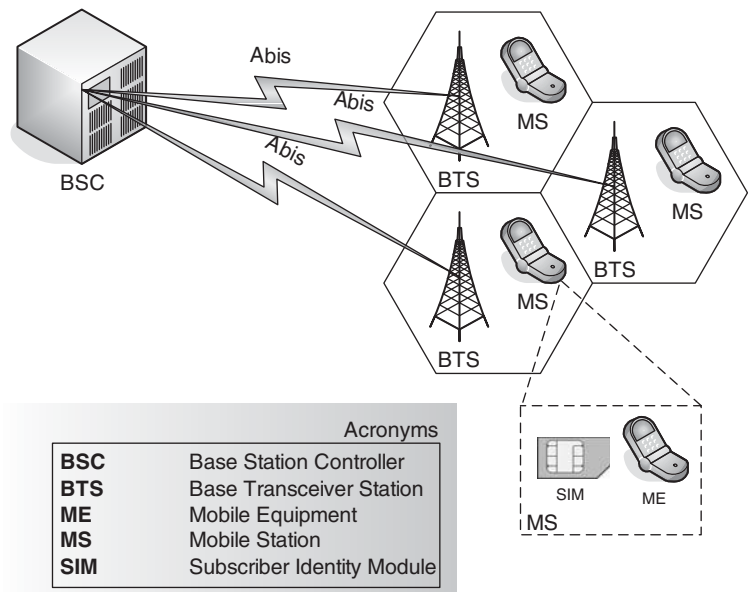 Abis
Abis
Abis
BSC
MS
BTS
MS
BTS
MS
BTS
SIM
ME
MS
Acronyms
BSC Base Station Controller
BTS Base Transceiver Station
ME Mobile Equipment
MS Mobile Station
SIM Subscriber Identity Module